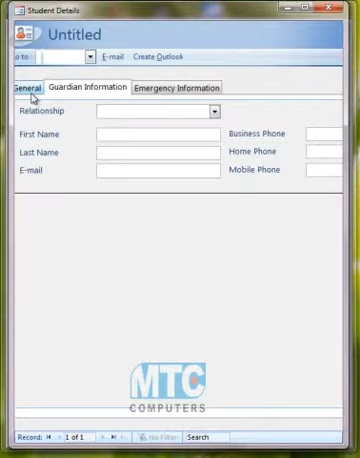 Student Details
Untitled
o to E-mail Create Outlook
General Guardian Information Emergency Information
Relationship
First Name Business Phone
Last Name Home Phone
E-mail Mobile Phone
MTC
COMPUTERS
Record: 1 of 1 No Filter Search